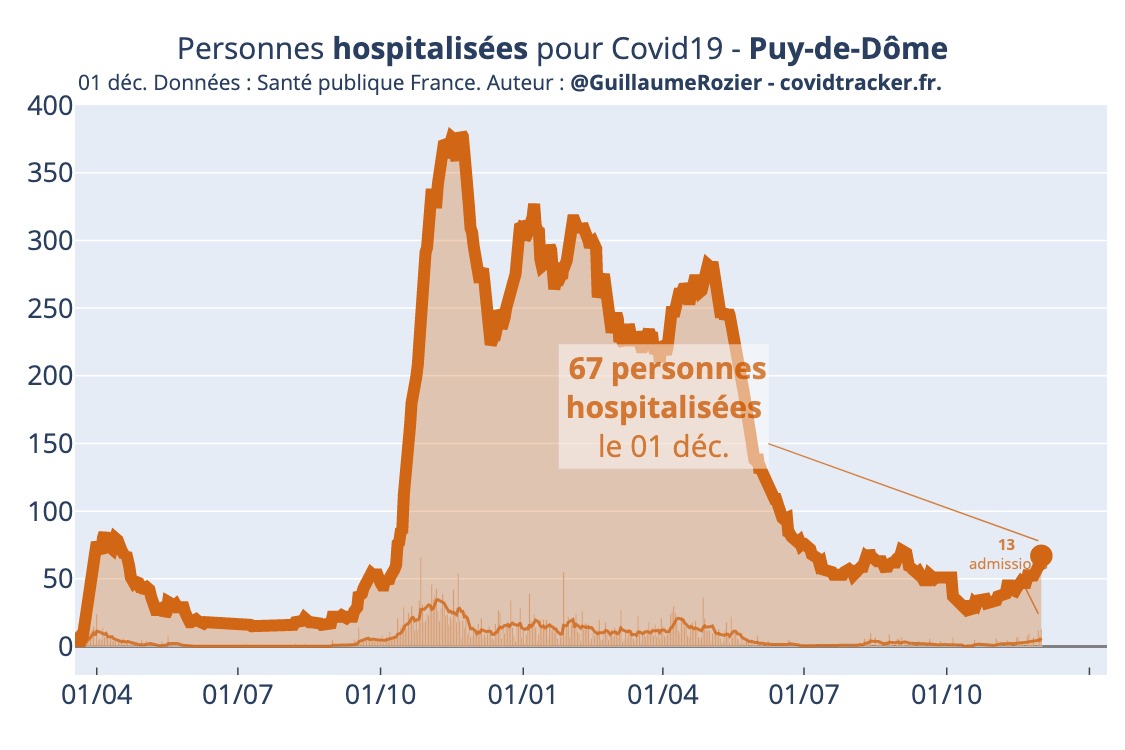 Personnes hospitalisées pour Covid19 - Puy-de-Dôme
01 déc. Données : Santé publique France. Auteur : @GuillaumeRozier - covidtracker.fr.
400
350
300
250
200
150
100
50
0
67 personnes
hospitalisées
le 01 déc.
13
admissio
01/04 01/07 01/10 01/01 01/04 01/07 01/10